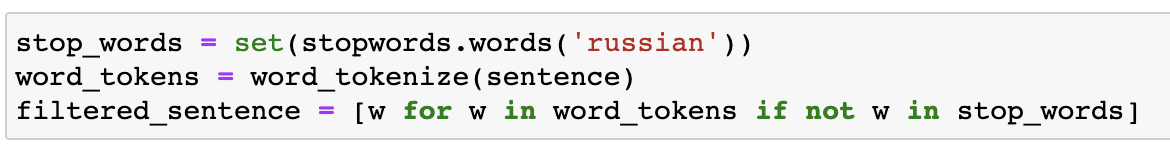 stop_words = set(stopwords.words('russian'))
word_tokens = word_tokenize(sentence)
filtered_sentence = [w for w in word_tokens if not w in stop_words]